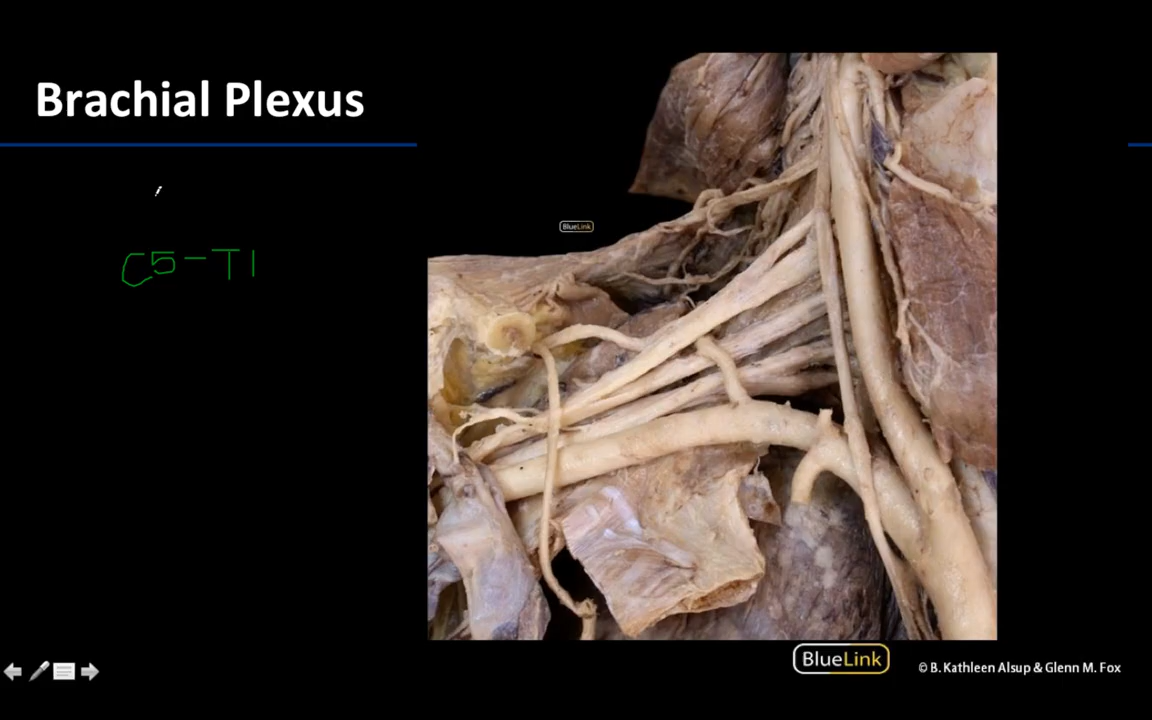 Brachial Plexus
BlueLink
C5-T1
BlueLink
© B. Kathleen Alsup & Glenn M. Fox